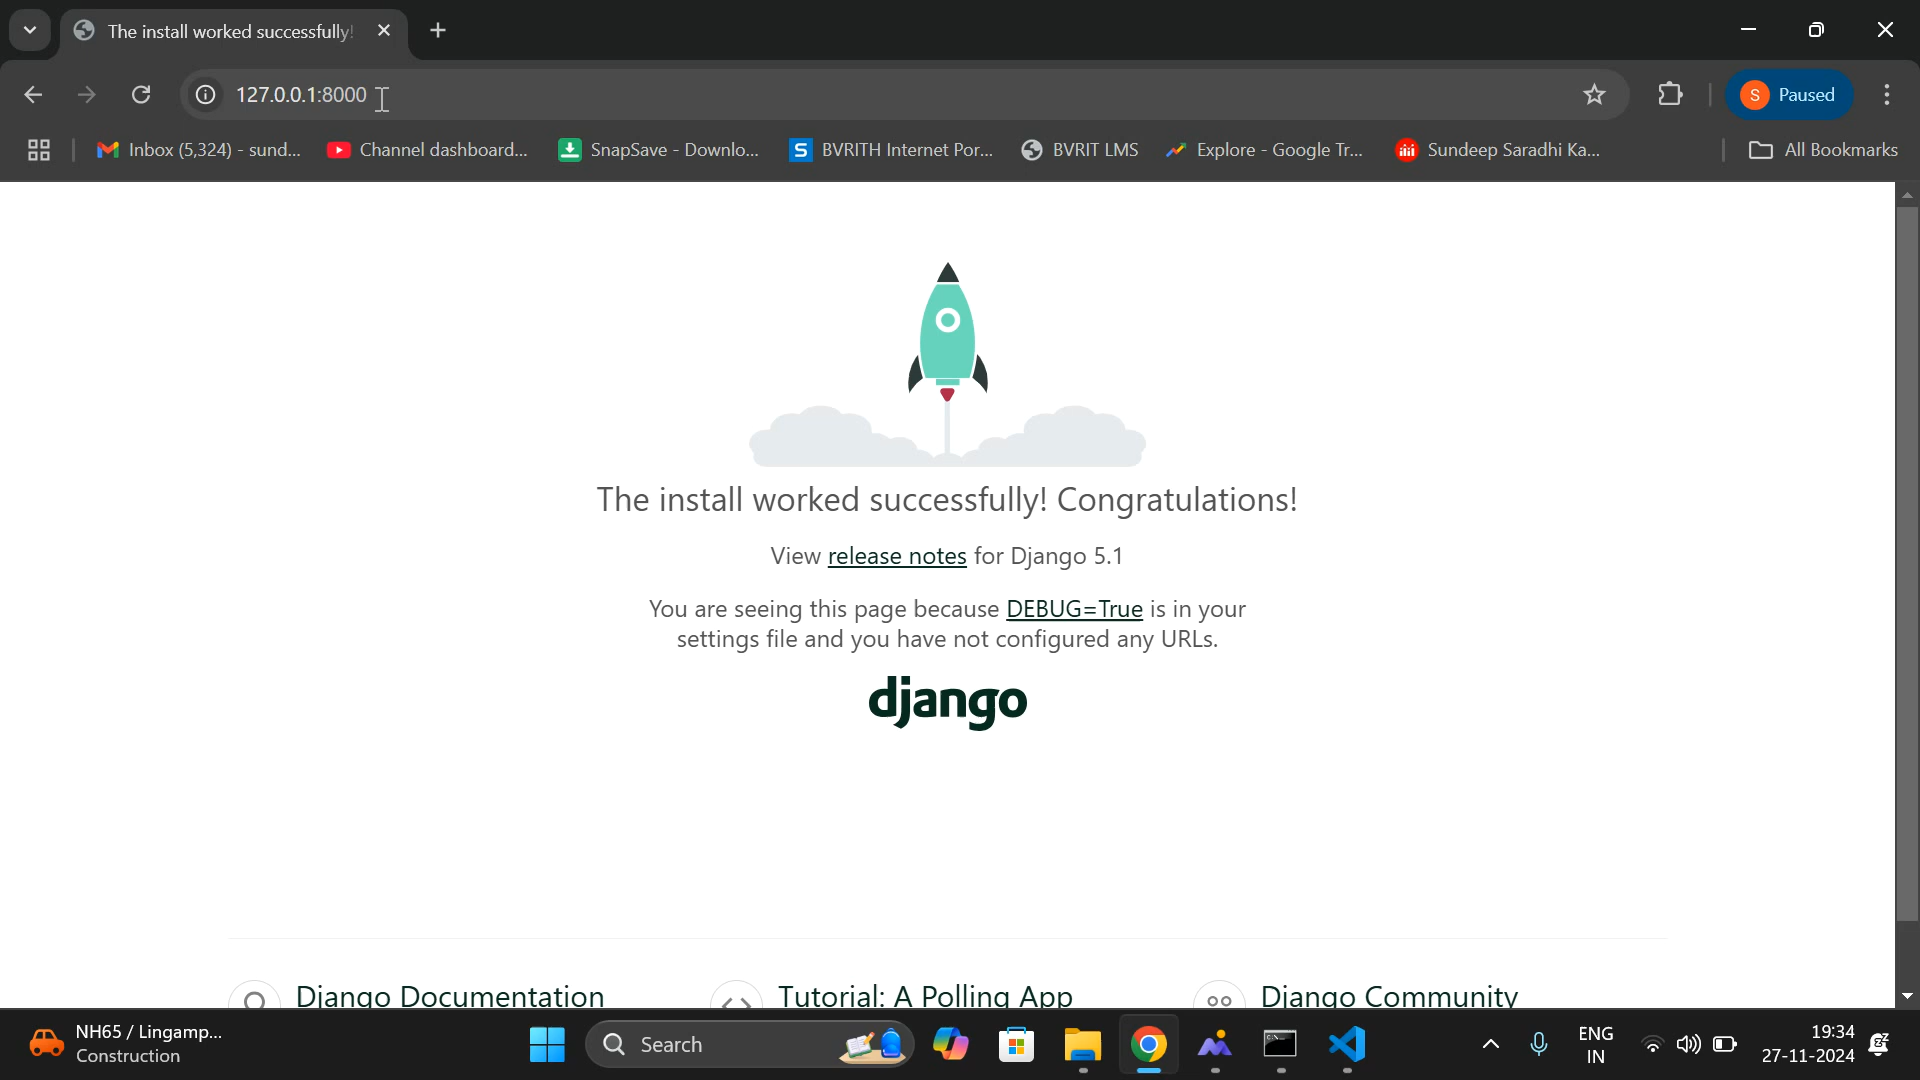 The install worked successfully!
127.0.0.1:8000
S Paused
Inbox (5,324) - sund...
Channel dashboard...
SnapSave - Downlo...
S BVRITH Internet Por...
BVRIT LMS
Explore - Google Tr...
Sundeep Saradhi Ka...
All Bookmarks
The install worked successfully! Congratulations!
View release notes for Django 5.1
You are seeing this page because DEBUG=True is in your
settings file and you have not configured any URLs.
django
Django Documentation
Tutorial: A Polling App
Django Community
NH65 / Lingamp...
Construction
Search
ENG
IN
19:34
27-11-2024